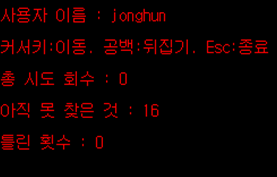 사용자 이름 : jonghun
커서키:이동. 공백:뒤집기. Esc:종료
총 시도 회수 : 0
아직 못 찾은 것 : 16
틀린 횟수 : 0